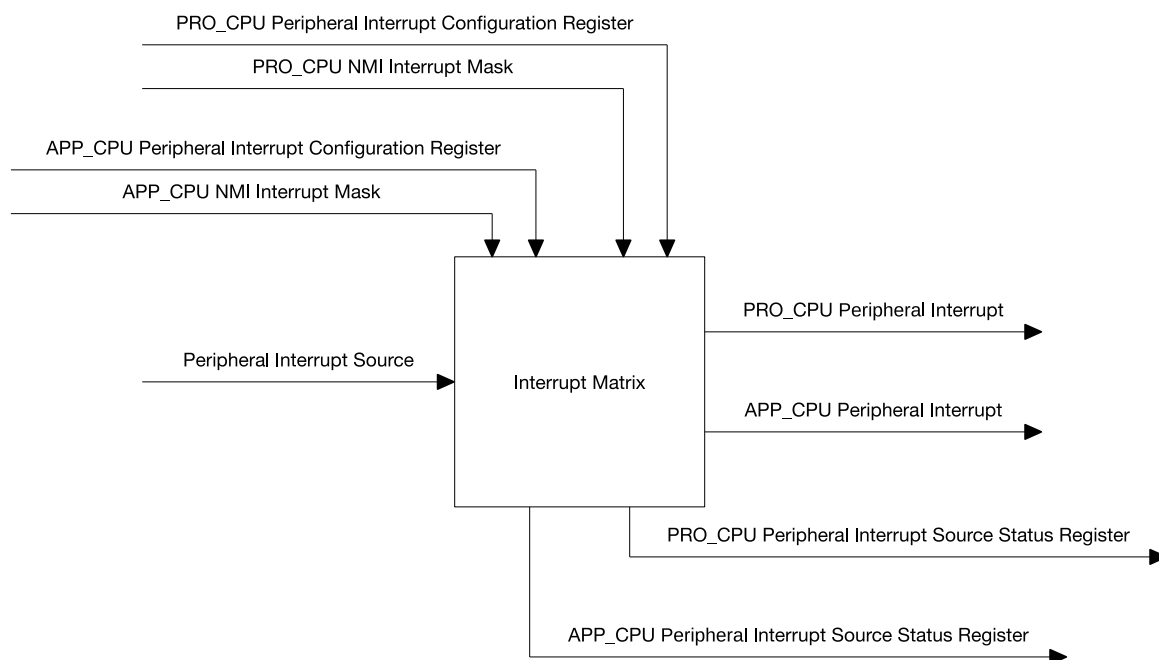 PRO_CPU Peripheral Interrupt Configuration Register
PRO_CPU NMI Interrupt Mask
APP_CPU Peripheral Interrupt Configuration Register
APP_CPU NMI Interrupt Mask
PRO_CPU Peripheral Interrupt
Peripheral Interrupt Source
Interrupt Matrix
APP_CPU Peripheral Interrupt
PRO_CPU Peripheral Interrupt Source Status Register
APP_CPU Peripheral Interrupt Source Status Register